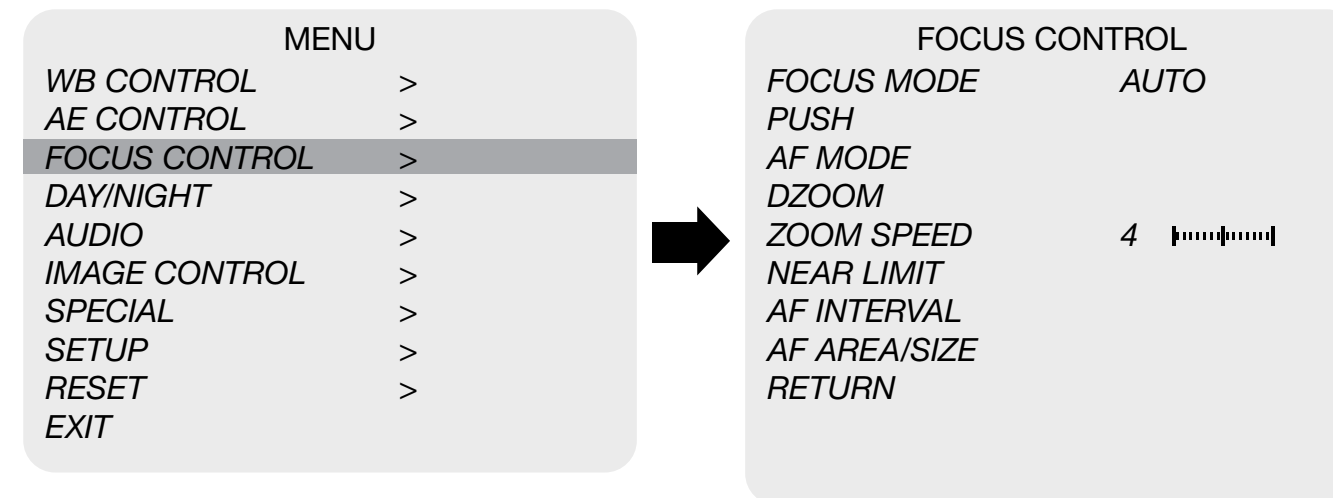 MENU
WB CONTROL >
AE CONTROL >
FOCUS CONTROL >
DAY/NIGHT >
AUDIO >
IMAGE CONTROL >
SPECIAL >
SETUP >
RESET >
EXIT
FOCUS CONTROL
FOCUS MODE AUTO
PUSH
AF MODE
DZOOM
ZOOM SPEED 4
NEAR LIMIT
AF INTERVAL
AF AREA/SIZE
RETURN